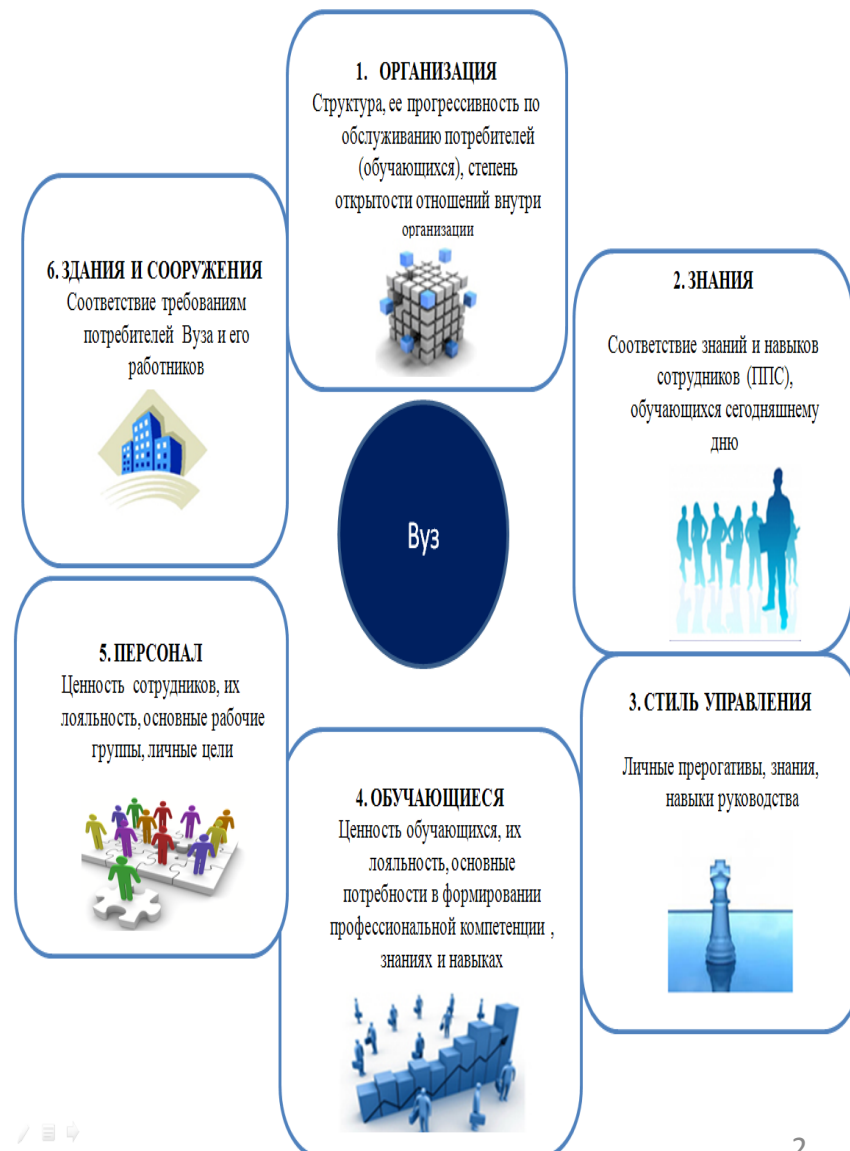 1. ОРГАНИЗАЦИЯ
Структура, ее прогрессивность по
обслуживанию потребителей
(обучающихся), степень
открытости отношений внутри
организации
2. ЗНАНИЯ
Соответствие знаний и навыков
сотрудников (ППС),
обучающихся сегодняшнему
дню
3. СТИЛЬ УПРАВЛЕНИЯ
Личные прерогативы, знания,
навыки руководства
4. ОБУЧАЮЩИЕСЯ
Ценность обучающихся, их
лояльность, основные
потребности в формировании
профессиональной компетенции ,
знаниях и навыках
5. ПЕРСОНАЛ
Ценность сотрудников, их
лояльность, основные рабочие
группы, личные цели
6. ЗДАНИЯ И СООРУЖЕНИЯ
Соответствие требованиям
потребителей Вуза и его
работников
Вуз
2